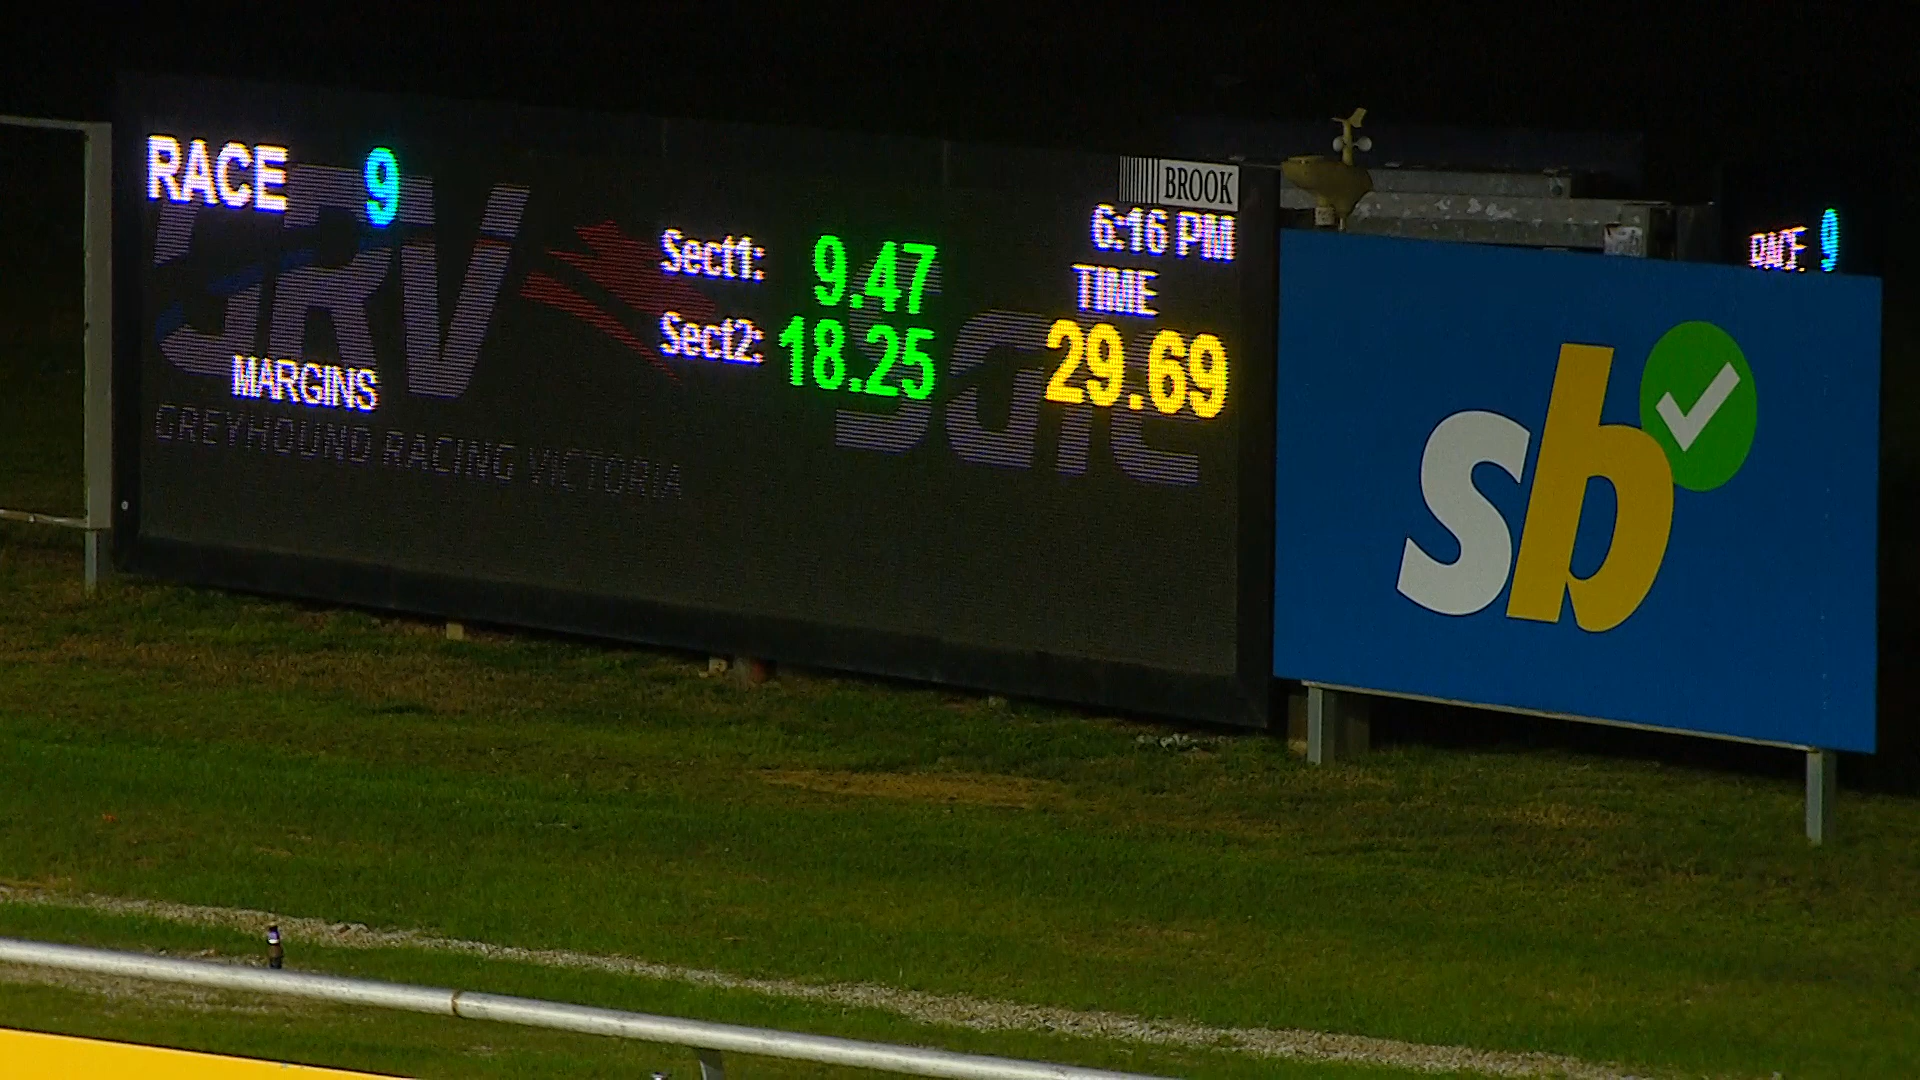 RACE 9
BROOK
6:16 PM
Sect1: 9.47
TIME
Sect2: 18.25
29.69
MARGINS
GRV
GREYHOUND RACING VICTORIA
sb
RACE 9